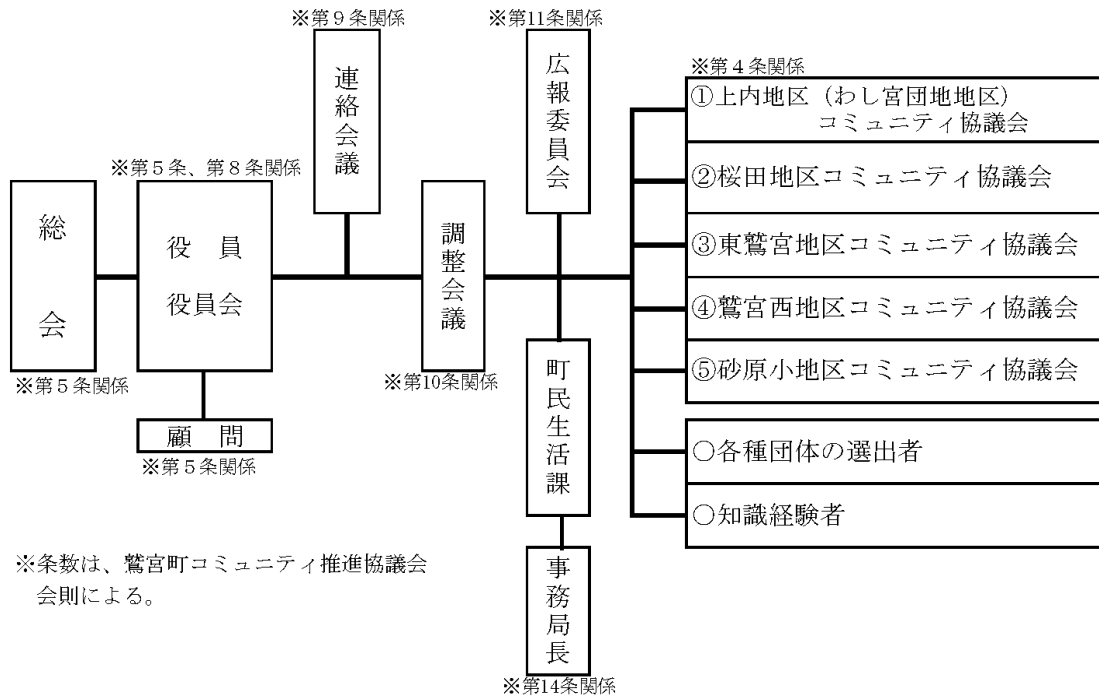 ※第９条関係
連絡会議
※第11条関係
広報委員会
※第４条関係
①上内地区（わし宮団地地区）
コミュニティ協議会
②桜田地区コミュニティ協議会
③東鷲宮地区コミュニティ協議会
④鷲宮西地区コミュニティ協議会
⑤砂原小地区コミュニティ協議会
○各種団体の選出者
○知識経験者
※第５条、第８条関係
役　員
役員会
総会
※第５条関係
顧　問
※第５条関係
調整会議
※第10条関係
町民生活課
事務局長
※第14条関係
※条数は、鷲宮町コミュニティ推進協議会
会則による。